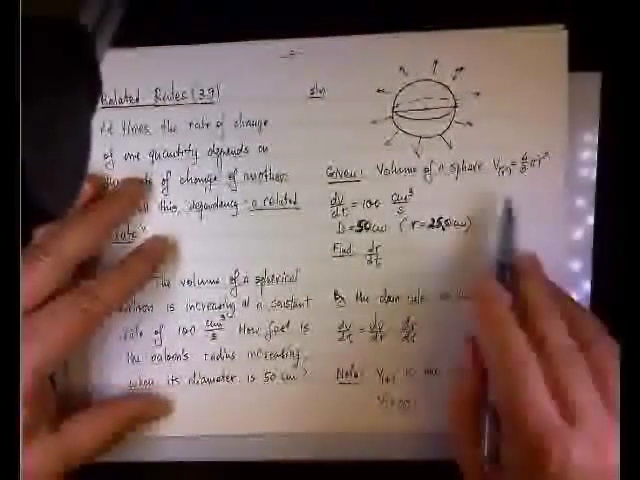 Related Rates (3.9)
At times, the rate of change
of one quantity depends on
rate of change of another.
this, dependency a related
rate"
The volume of a spherical
is increasing at a constant
rate of 100 cm³/s How fast is
the baloon's radius increasing
when its diameter is 50 cm?
sln
Given: Volume of a sphere V(r) = 4/3 πr³
dv/dt = 100 cm³/s
D = 50 cm (r = 25 cm)
Find dr/dt
By the chain rule
dv/dt = dv/dr dr/dt
Note: V(t) is